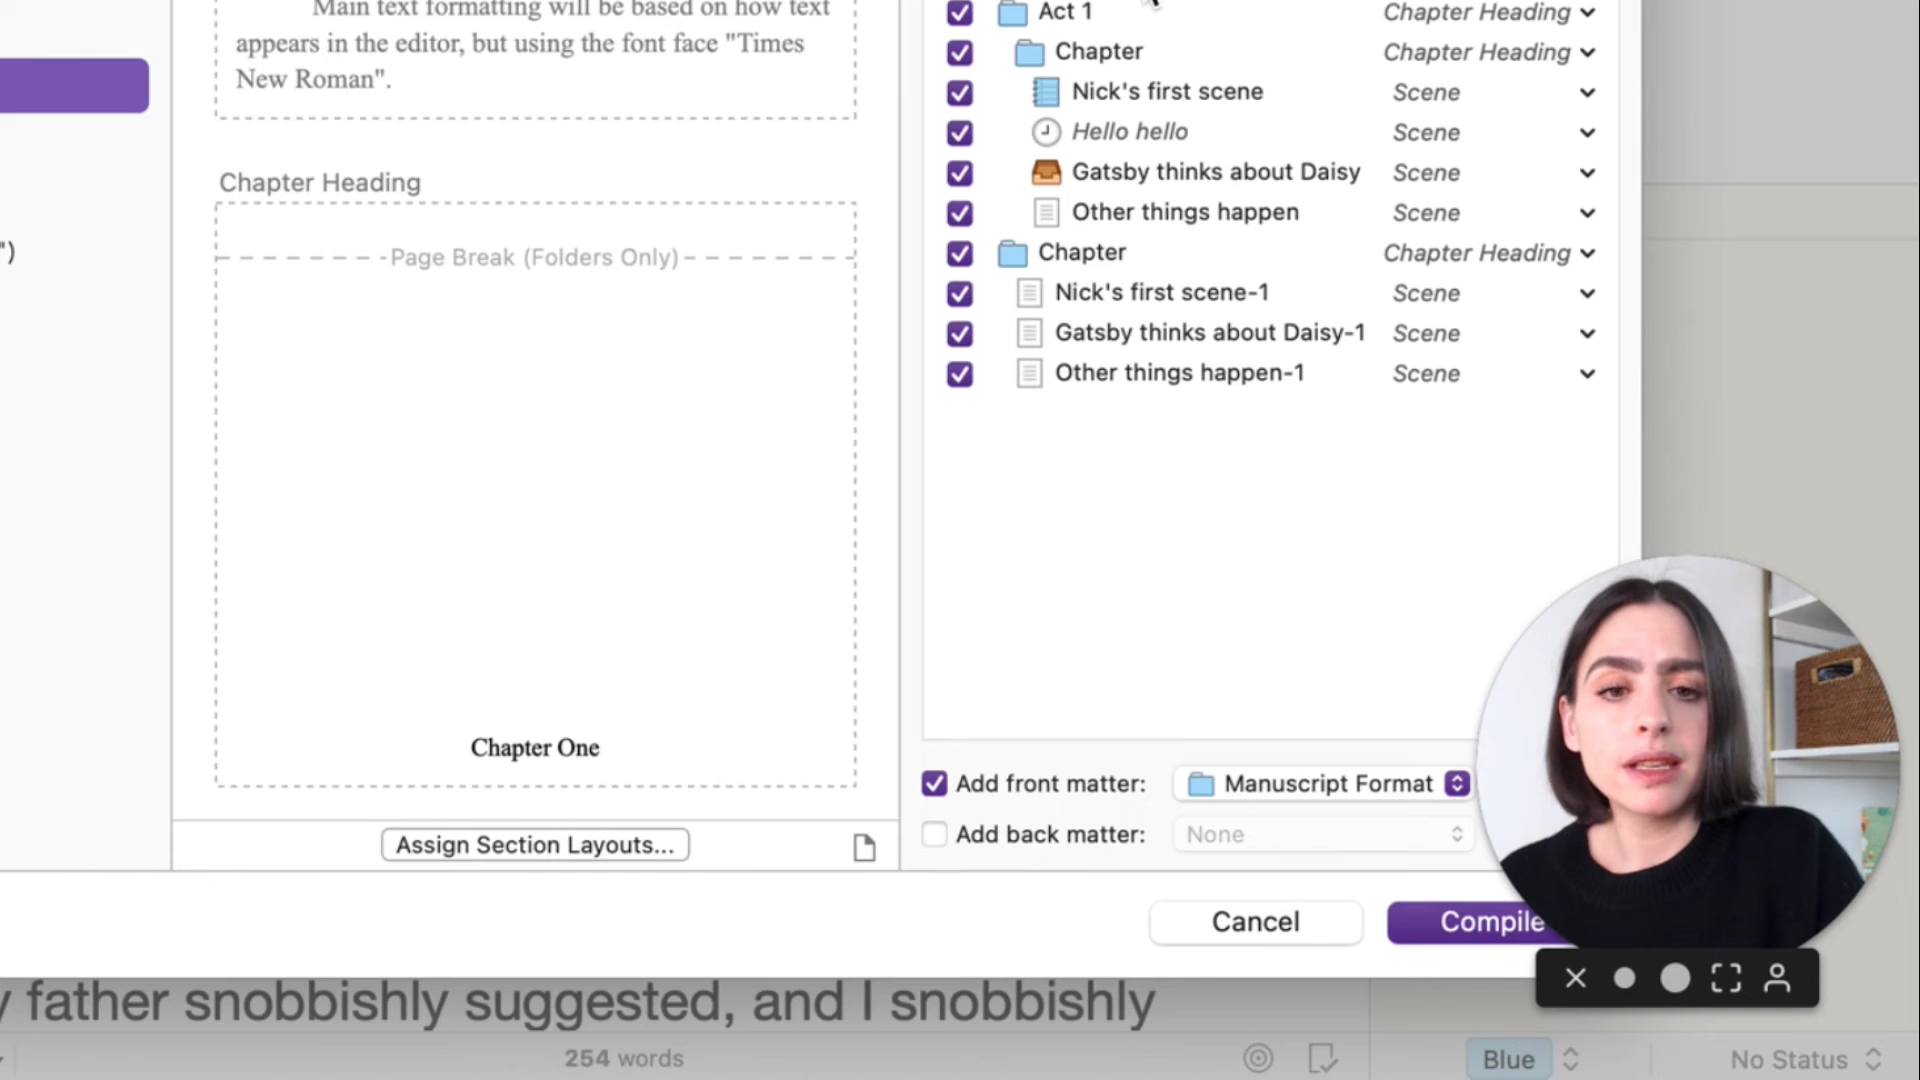 Main text formatting will be based on how text
appears in the editor, but using the font face "Times
New Roman".
")
Chapter Heading
Page Break (Folders Only)
Chapter One
Assign Section Layouts...
Act 1 Chapter Heading
Chapter Chapter Heading
Nick's first scene Scene
Hello hello Scene
Gatsby thinks about Daisy Scene
Other things happen Scene
Chapter Chapter Heading
Nick's first scene-1 Scene
Gatsby thinks about Daisy-1 Scene
Other things happen-1 Scene
Add front matter: Manuscript Format
Add back matter: None
Cancel Compile
y father snobbishly suggested, and I snobbishly
254 words Blue No Status